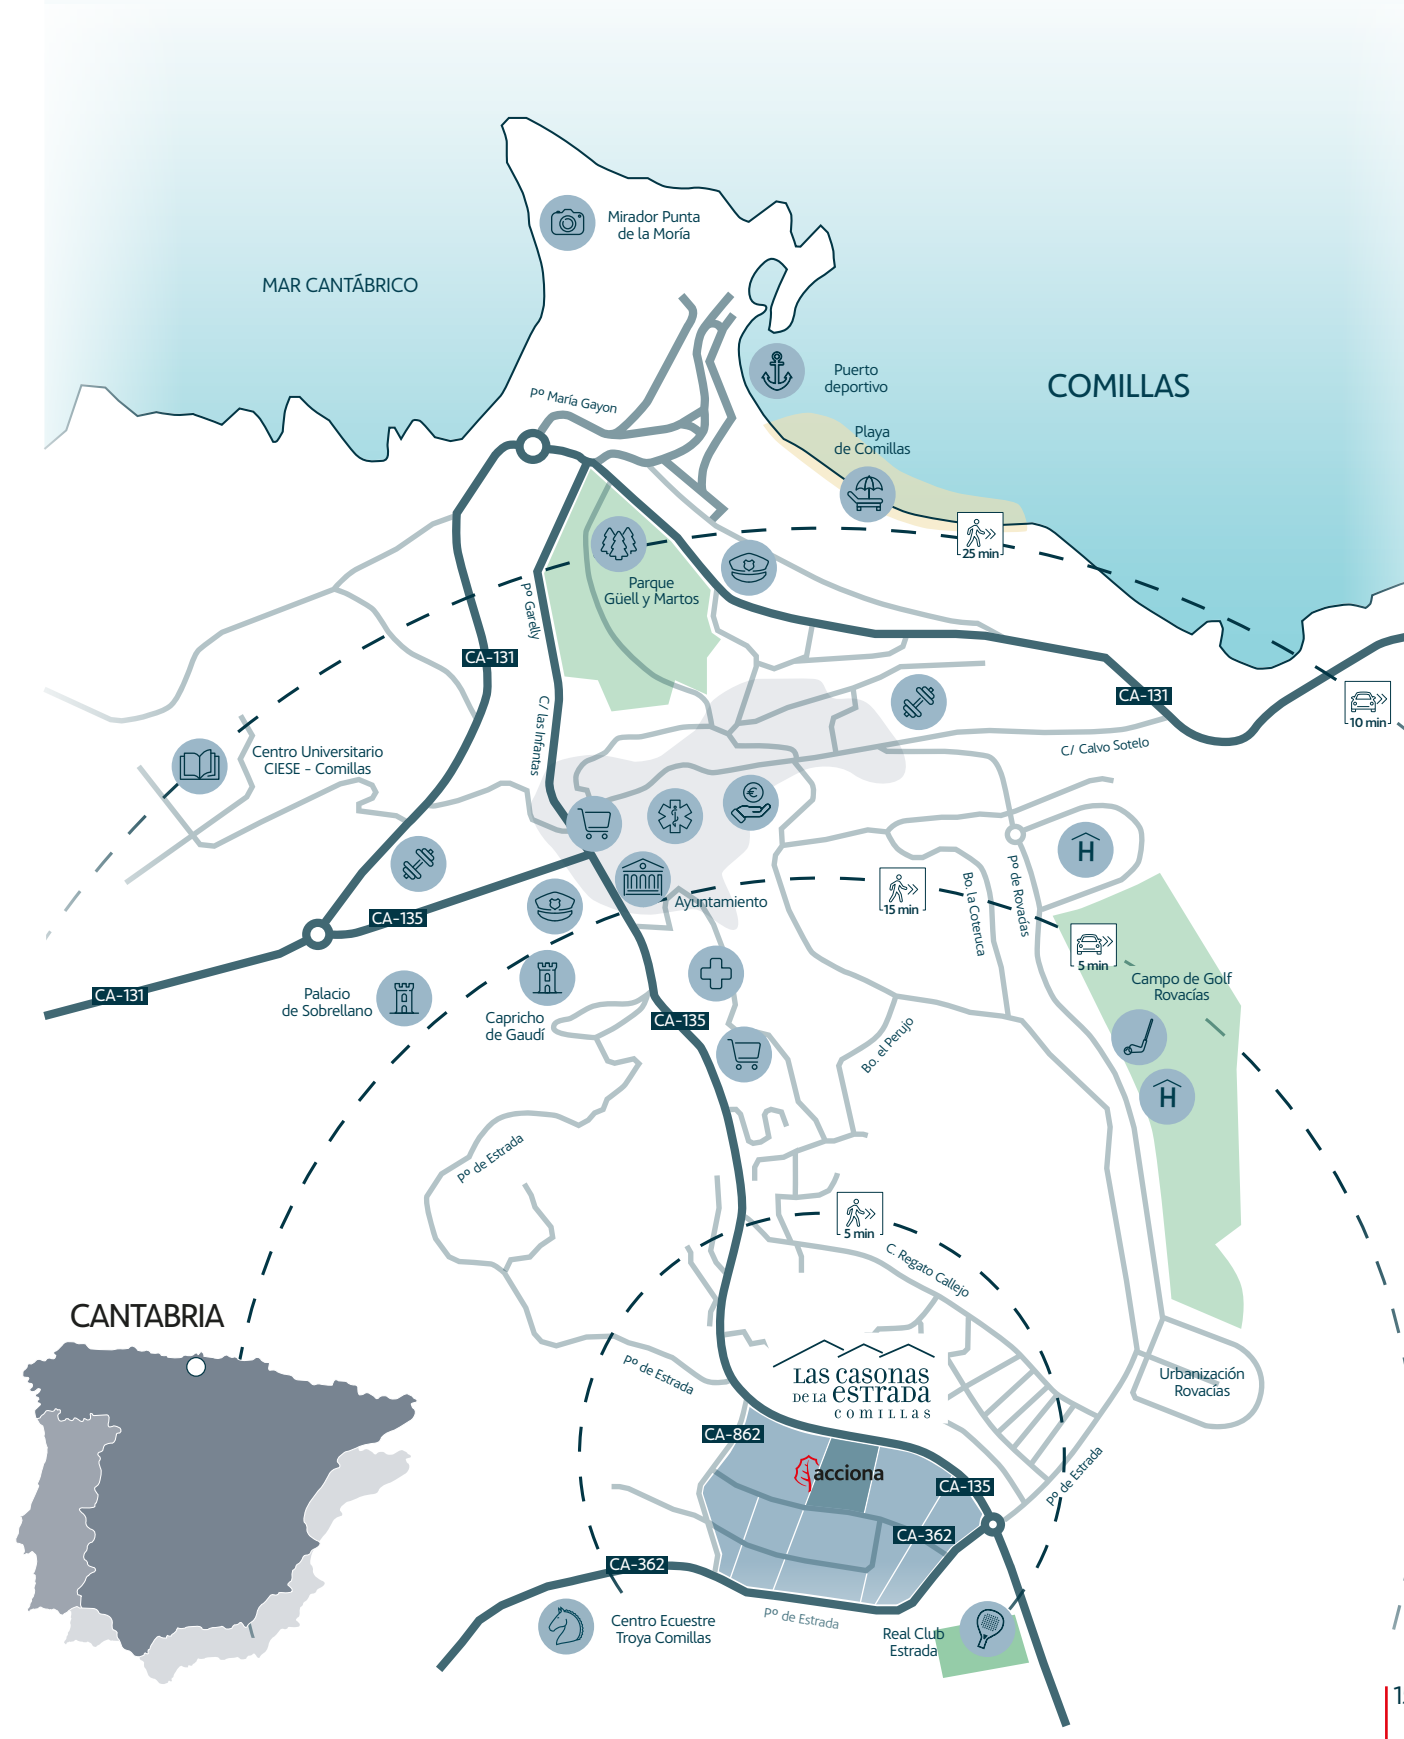 Mirador Punta
de la Moría
MAR CANTÁBRICO
COMILLAS
Puerto
deportivo
Pº María Gayon
Playa
de Comillas
25 min
Parque
Güell y Martos
Pº Garelly
CA-131
CA-131
10 min
C/ las Infantas
C/ Calvo Sotelo
Centro Universitario
CIESE - Comillas
H
Pº de Rovacías
Bo. la Coteruca
15 min
Ayuntamiento
CA-135
5 min
Campo de Golf
Rovacías
CA-131
Palacio
de Sobrellano
Capricho
de Gaudí
CA-135
Bo. el Perujo
H
Pº de Estrada
5 min
C. Regato Callejo
CANTABRIA
Pº de Estrada
LAS CASONAS
DE LA ESTRADA
COMILLAS
Urbanización
Rovacías
CA-862
acciona
CA-135
Pº de Estrada
CA-362
CA-362
Pº de Estrada
Centro Ecuestre
Troya Comillas
Real Club
Estrada